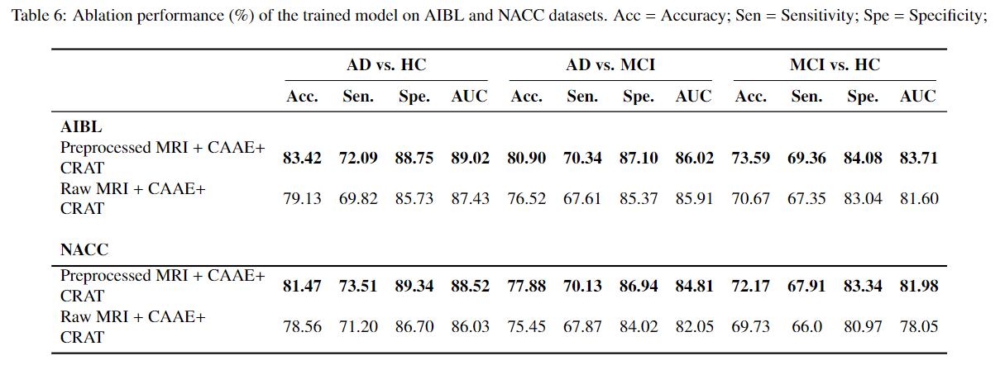 Table 6: Ablation performance (%) of the trained model on AIBL and NACC datasets. Acc = Accuracy; Sen = Sensitivity; Spe = Specificity;
AD vs. HC AD vs. MCI MCI vs. HC
Acc. Sen. Spe. AUC Acc. Sen. Spe. AUC Acc. Sen. Spe. AUC
AIBL
Preprocessed MRI + CAAE+
CRAT
83.42 72.09 88.75 89.02 80.90 70.34 87.10 86.02 73.59 69.36 84.08 83.71
Raw MRI + CAAE+
CRAT
79.13 69.82 85.73 87.43 76.52 67.61 85.37 85.91 70.67 67.35 83.04 81.60
NACC
Preprocessed MRI + CAAE+
CRAT
81.47 73.51 89.34 88.52 77.88 70.13 86.94 84.81 72.17 67.91 83.34 81.98
Raw MRI + CAAE+
CRAT
78.56 71.20 86.70 86.03 75.45 67.87 84.02 82.05 69.73 66.0 80.97 78.05